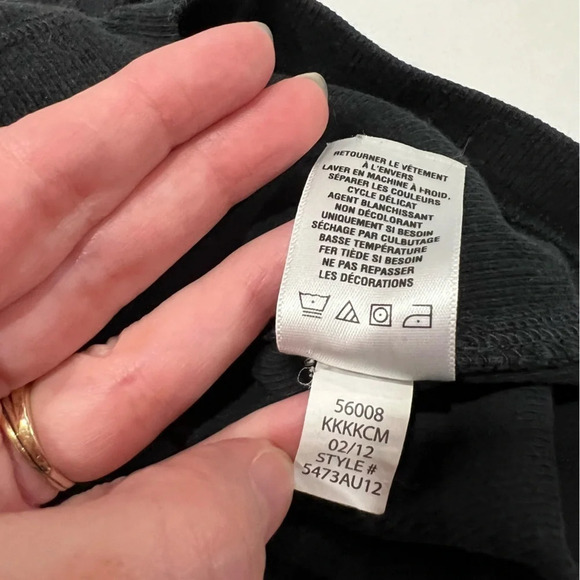 RETOURNER LE VÊTEMENT
À L'ENVERS
LAVER EN MACHINE À FROID,
SÉPARER LES COULEURS
CYCLE DÉLICAT
AGENT BLANCHISSANT
NON DÉCOLORANT
UNIQUEMENT SI BESOIN
SÉCHAGE PAR CULBUTAGE
BASSE TEMPÉRATURE
FER TIÈDE SI BESOIN
NE PAS REPASSER
LES DÉCORATIONS
56008
KKKKCM
02/12
STYLE #
5473AU12